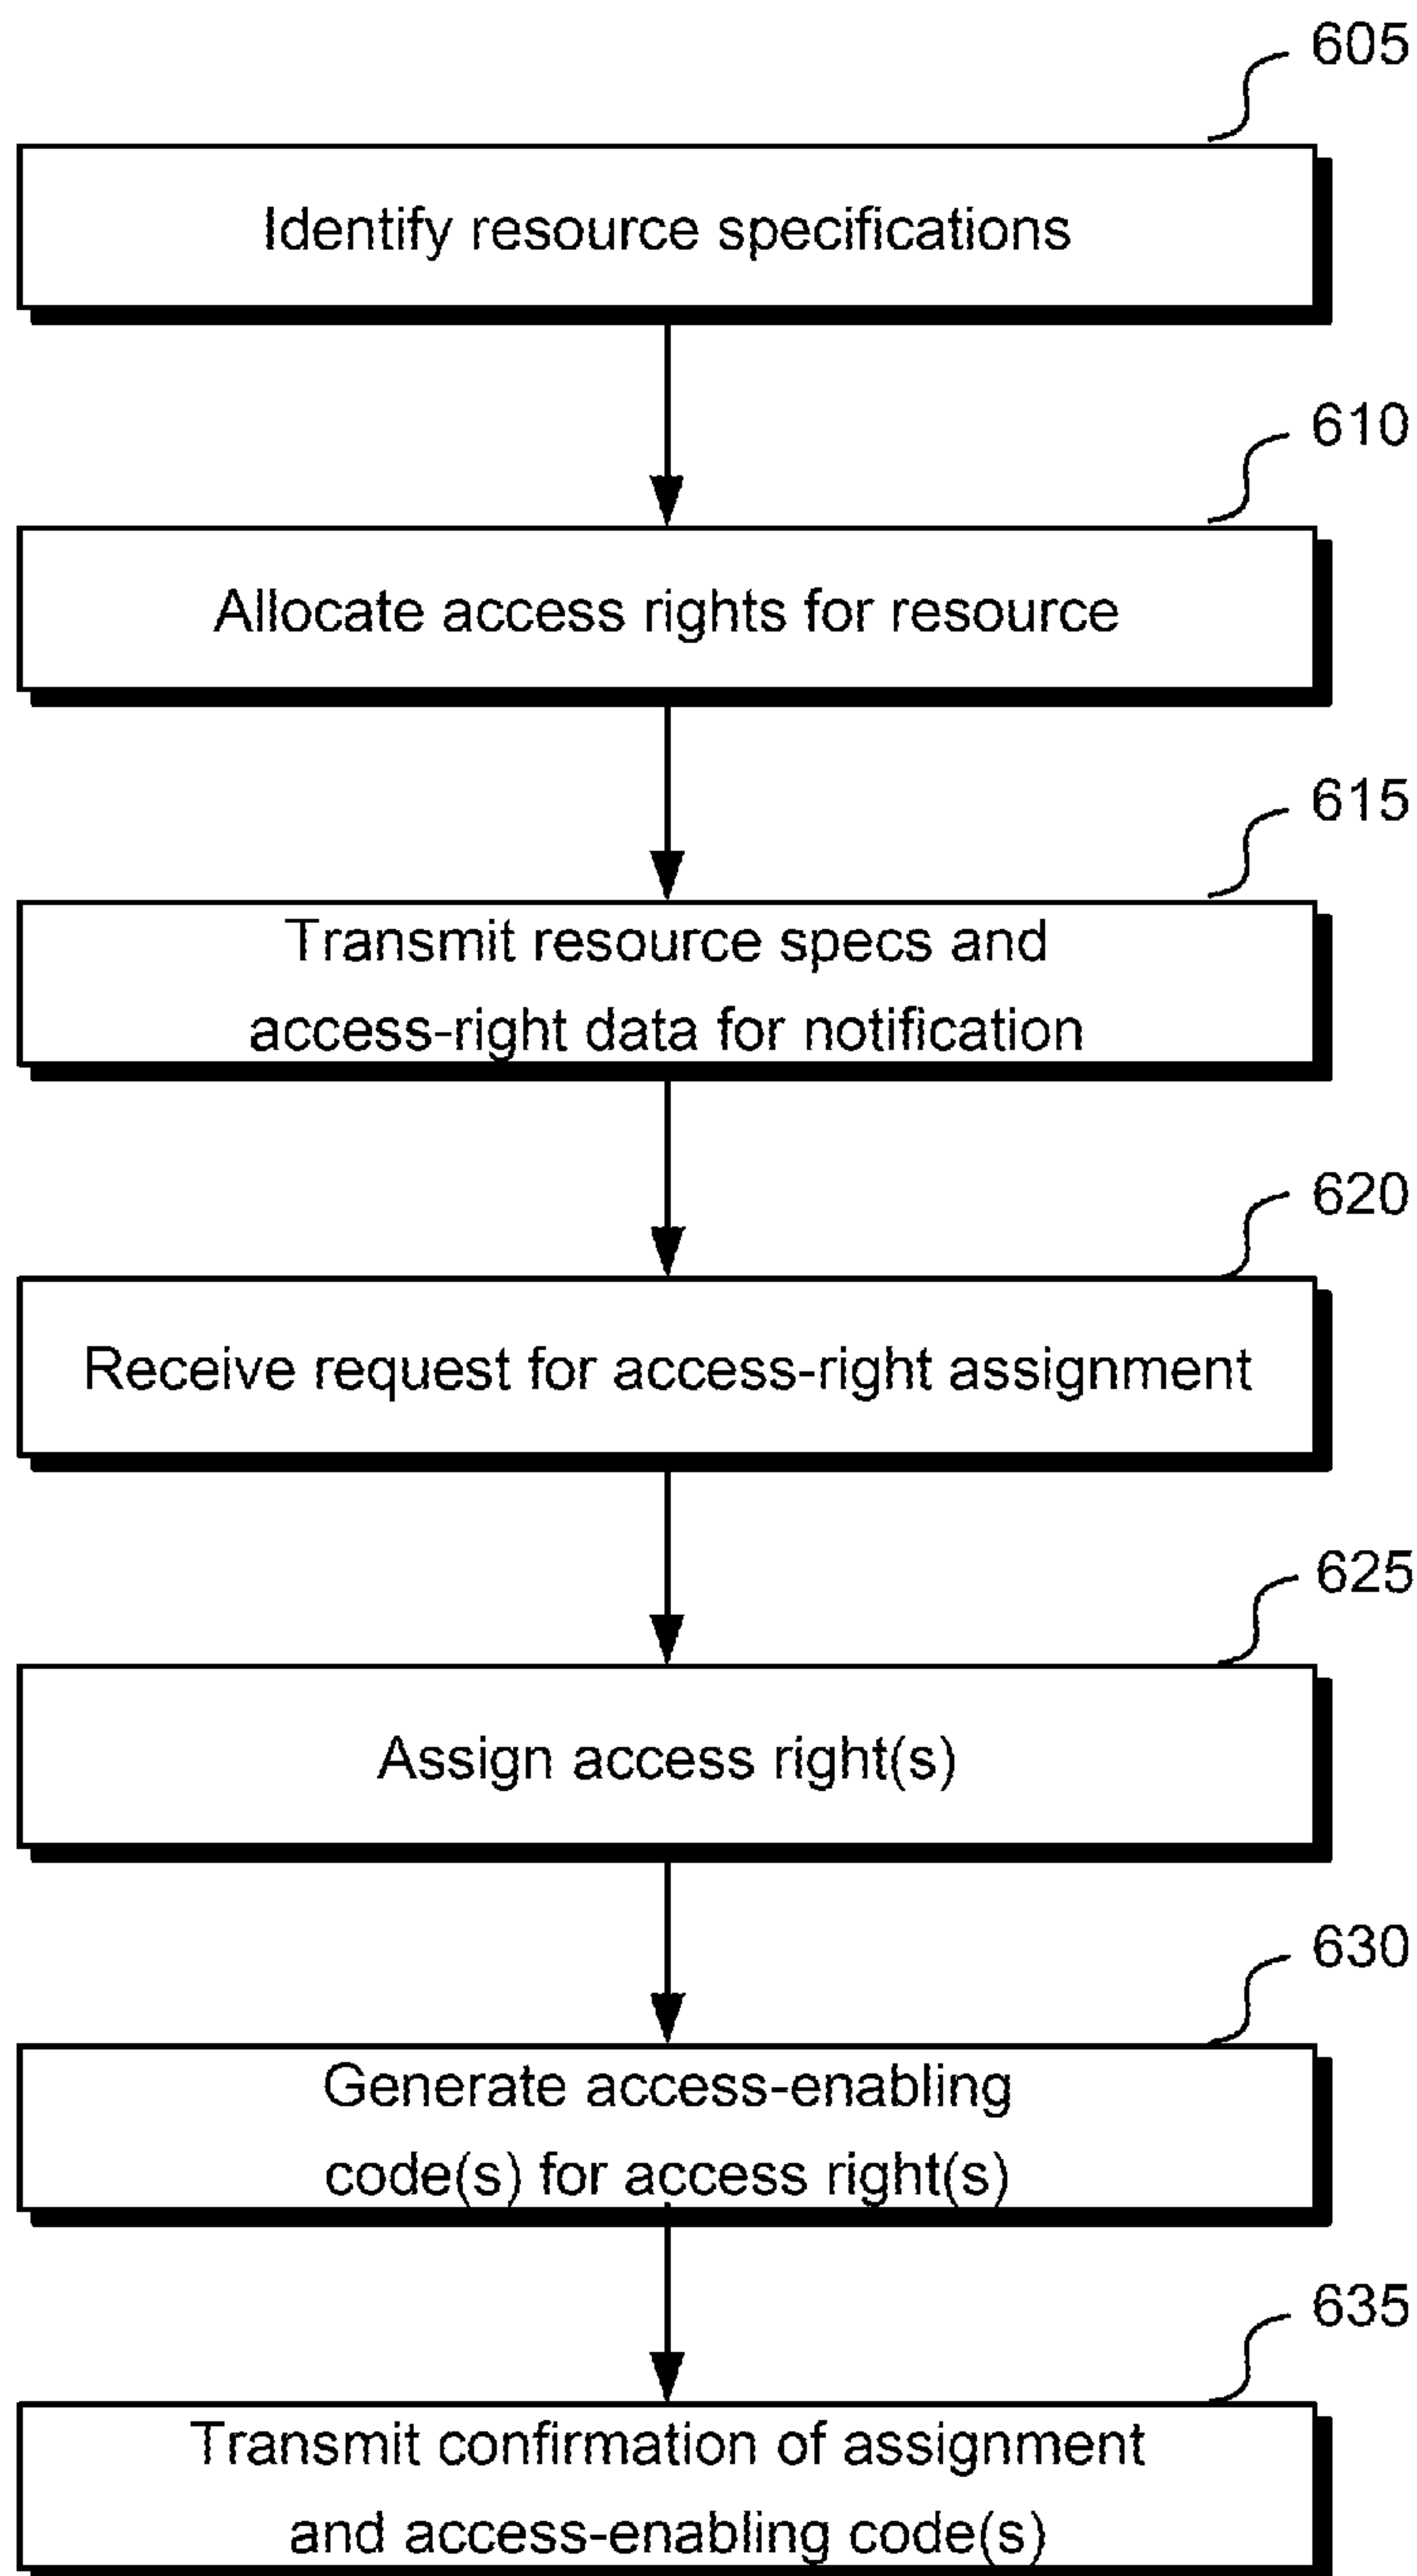 605
Identify resource specifications
610
Allocate access rights for resource
615
Transmit resource specs and
access-right data for notification
620
Receive request for access-right assignment
625
Assign access right(s)
630
Generate access-enabling
code(s) for access right(s)
635
Transmit confirmation of assignment
and access-enabling code(s)